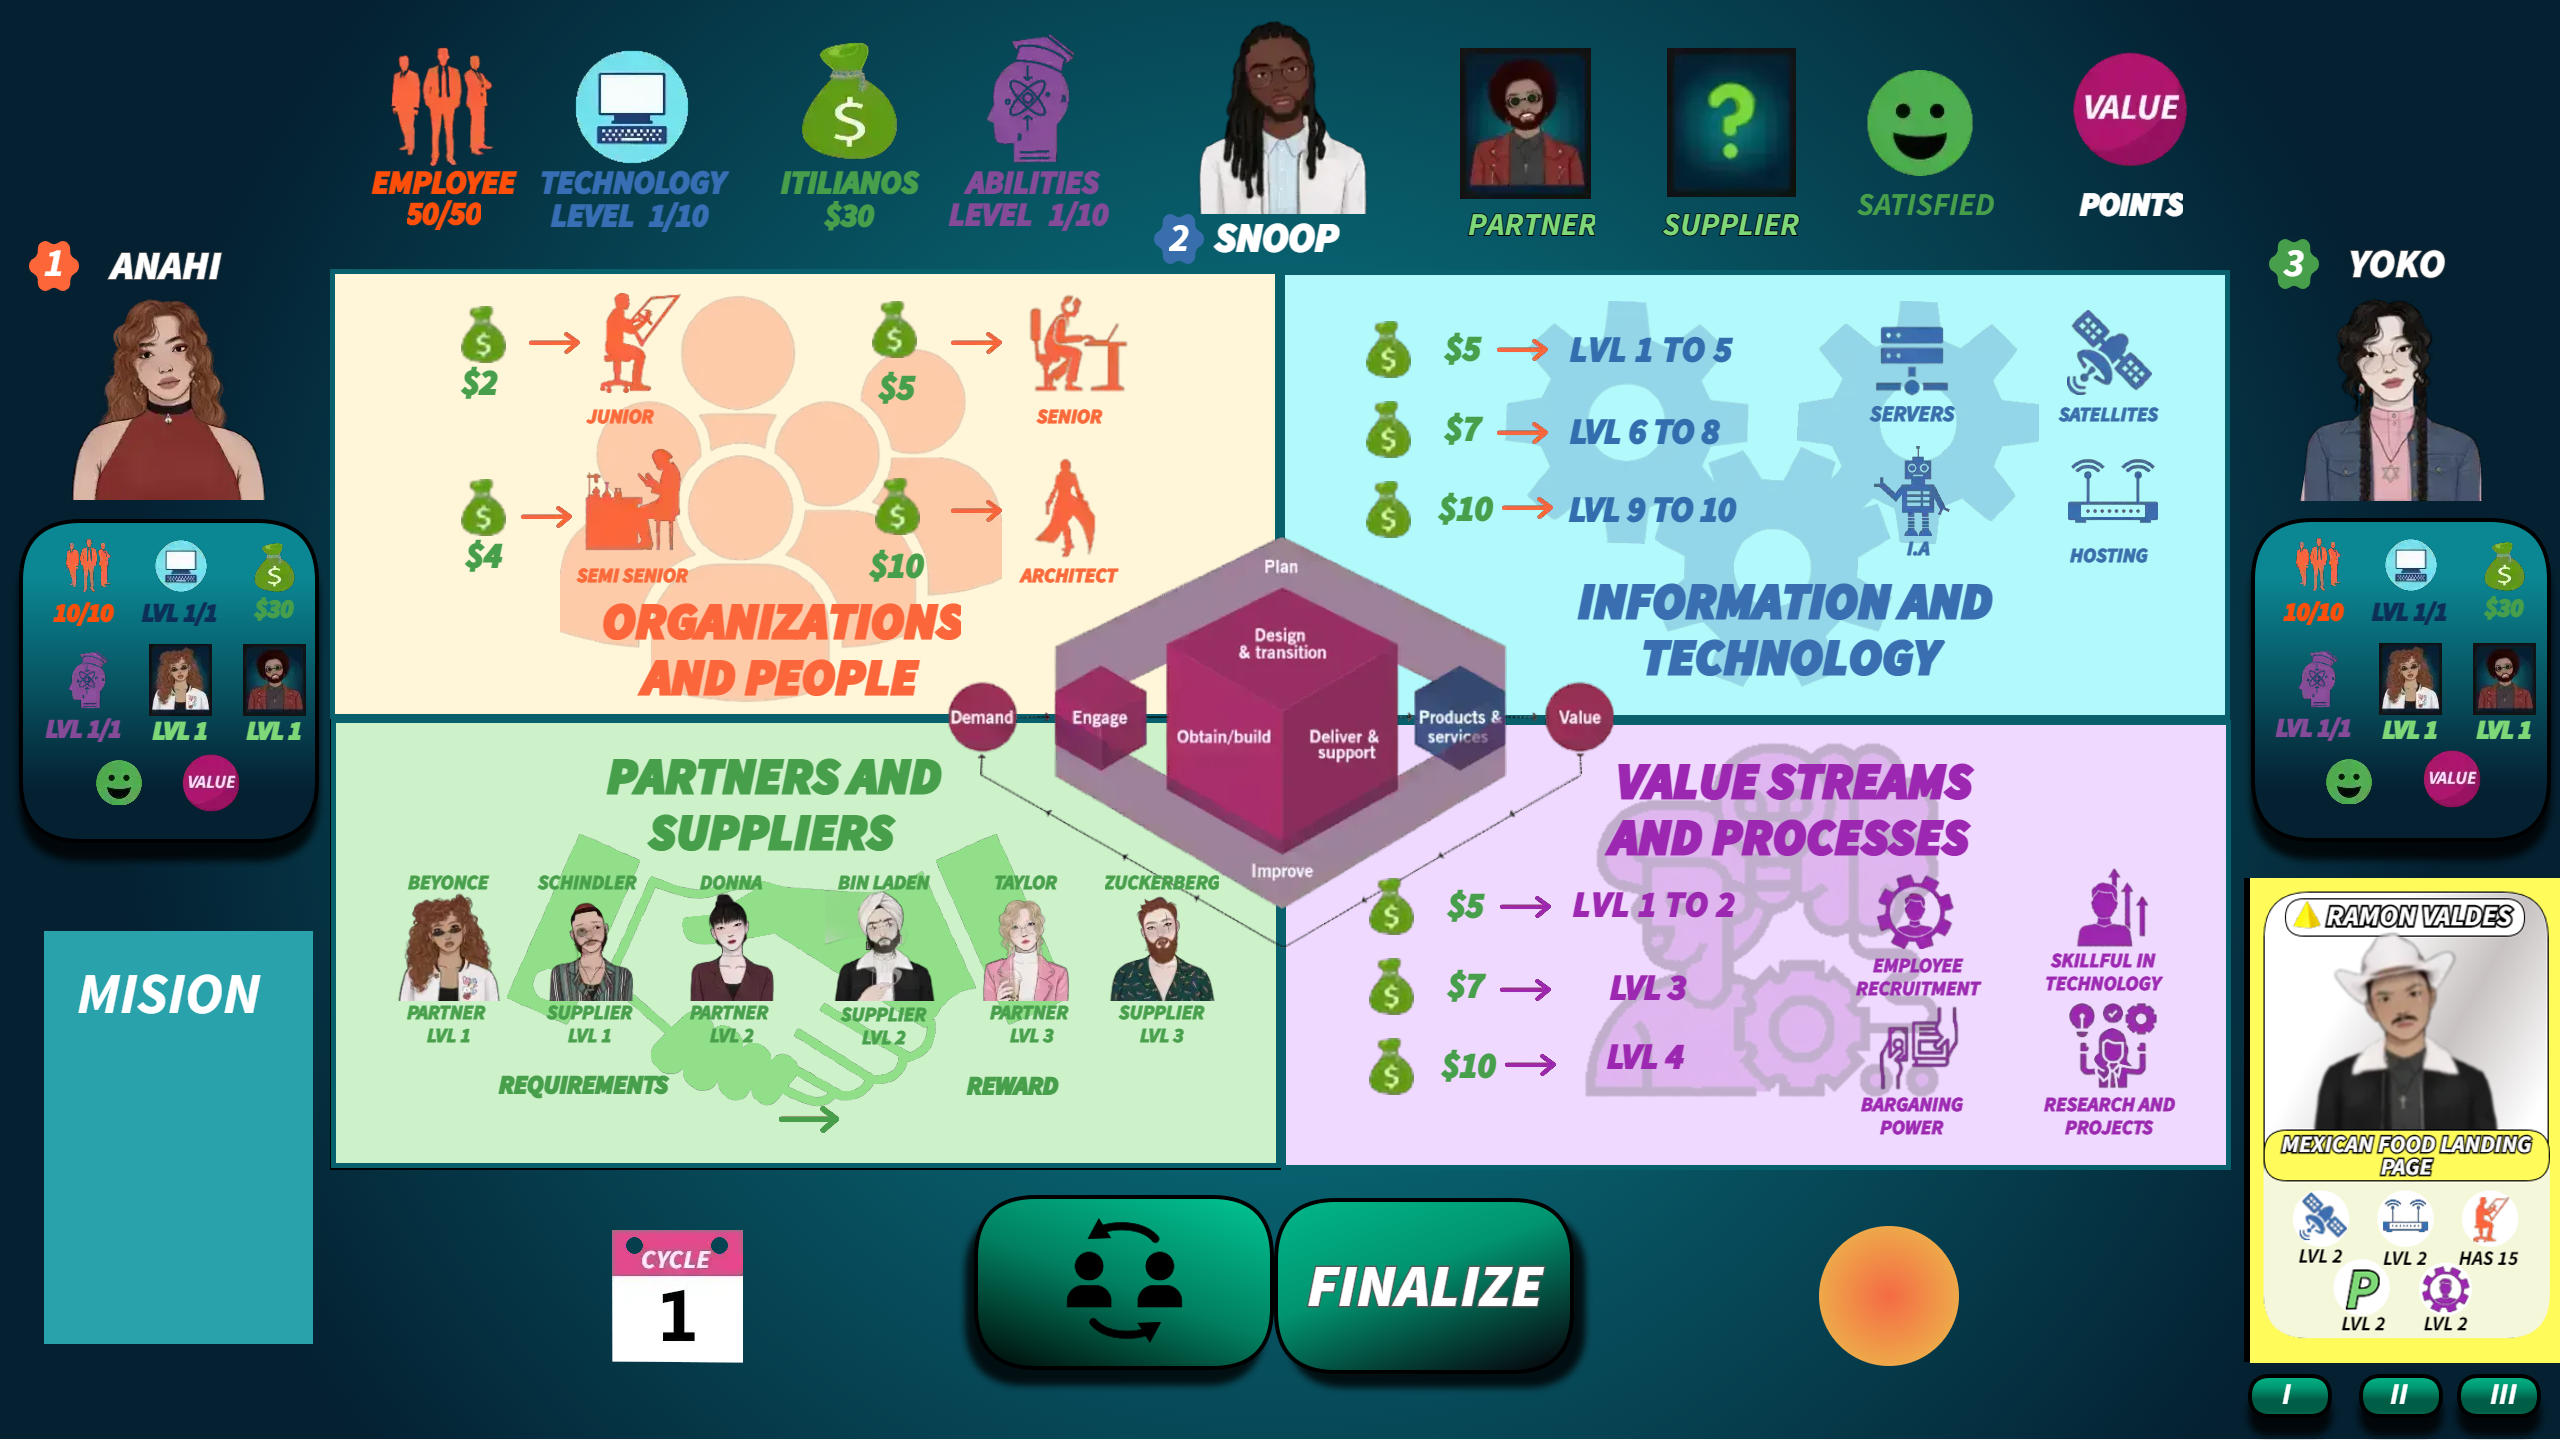 EMPLOYEE
50/50
TECHNOLOGY
LEVEL 1/10
$
ITILIANOS
$30
ABILITIES
LEVEL 1/10
2 SNOOP
PARTNER
?
SUPPLIER
SATISFIED
VALUE
POINTS
1 ANAHI
3 YOKO
10/10
LVL 1/1
$
$30
LVL 1/1
LVL 1
LVL 1
VALUE
MISION
$
$2
JUNIOR
$
$5
SENIOR
$
$4
SEMI SENIOR
$
$10
ARCHITECT
ORGANIZATIONS
AND PEOPLE
$ $5 LVL 1 TO 5
$ $7 LVL 6 TO 8
$ $10 LVL 9 TO 10
SERVERS
SATELLITES
I.A
HOSTING
INFORMATION AND
TECHNOLOGY
Plan
Design
& transition
Demand
Engage
Obtain/build
Deliver &
support
Products &
services
Value
Improve
PARTNERS AND
SUPPLIERS
BEYONCE
PARTNER
LVL 1
SCHINDLER
SUPPLIER
LVL 1
DONNA
PARTNER
LVL 2
BIN LADEN
SUPPLIER
LVL 2
TAYLOR
PARTNER
LVL 3
ZUCKERBERG
SUPPLIER
LVL 3
REQUIREMENTS
REWARD
VALUE STREAMS
AND PROCESSES
$ $5 LVL 1 TO 2
$ $7 LVL 3
$ $10 LVL 4
EMPLOYEE
RECRUITMENT
SKILLFUL IN
TECHNOLOGY
BARGANING
POWER
RESEARCH AND
PROJECTS
10/10
LVL 1/1
$
$30
LVL 1/1
LVL 1
LVL 1
VALUE
RAMON VALDES
MEXICAN FOOD LANDING
PAGE
LVL 2
LVL 2
HAS 15
P
LVL 2
LVL 2
CYCLE
1
FINALIZE
I
II
III